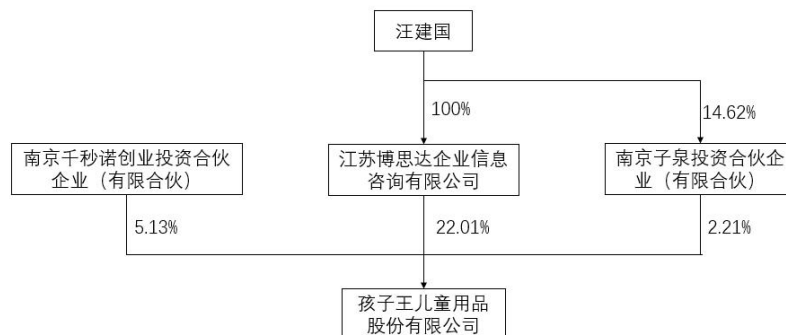 汪建国
100%
14.62%
南京千秒诺创业投资合伙
企业（有限合伙）
江苏博思达企业信息
咨询有限公司
南京子泉投资合伙企
业（有限合伙）
5.13%
22.01%
2.21%
孩子王儿童用品
股份有限公司